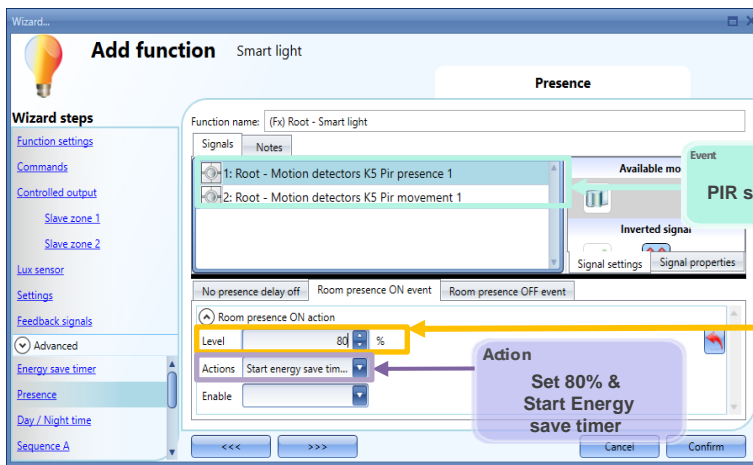 Wizard...
Add function Smart light
Presence
Wizard steps
Function settings
Commands
Controlled output
Slave zone 1
Slave zone 2
Lux sensor
Settings
Feedback signals
Advanced
Energy save timer
Presence
Day / Night time
Sequence A
Function name: (Fx) Root - Smart light
Signals Notes
1: Root - Motion detectors K5 Pir presence 1
2: Root - Motion detectors K5 Pir movement 1
Available mo
Event
PIR s
Inverted signal
Signal settings Signal properties
No presence delay off Room presence ON event Room presence OFF event
Room presence ON action
Level 80 %
Actions Start energy save tim...
Enable
Action
Set 80% &
Start Energy
save timer
<<< >>> Cancel Confirm